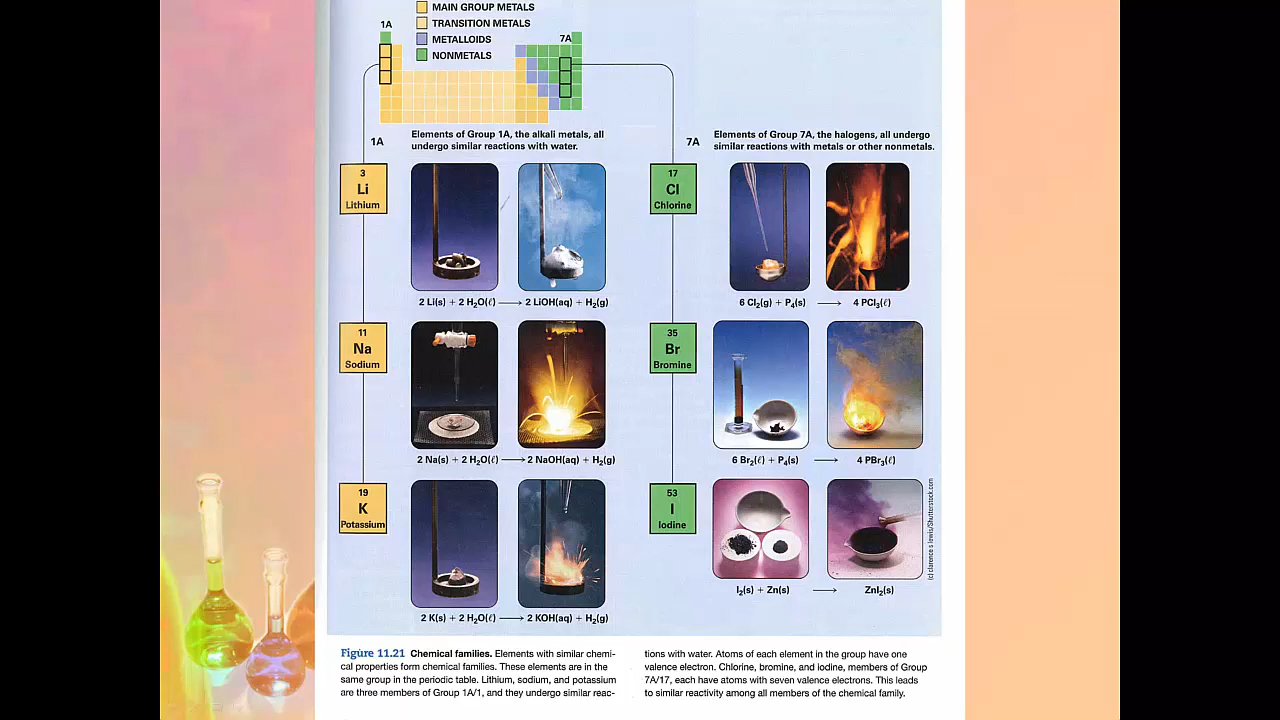 MAIN GROUP METALS
TRANSITION METALS
METALLOIDS
NONMETALS
1A
7A
1A
Elements of Group 1A, the alkali metals, all
undergo similar reactions with water.
3
Li
Lithium
2 Li(s) + 2 H₂O(ℓ) ⟶ 2 LiOH(aq) + H₂(g)
11
Na
Sodium
2 Na(s) + 2 H₂O(ℓ) ⟶ 2 NaOH(aq) + H₂(g)
19
K
Potassium
2 K(s) + 2 H₂O(ℓ) ⟶ 2 KOH(aq) + H₂(g)
7A
Elements of Group 7A, the halogens, all undergo
similar reactions with metals or other nonmetals.
17
Cl
Chlorine
6 Cl₂(g) + P₄(s) ⟶ 4 PCl₃(ℓ)
35
Br
Bromine
6 Br₂(ℓ) + P₄(s) ⟶ 4 PBr₃(ℓ)
53
I
Iodine
I₂(s) + Zn(s) ⟶ ZnI₂(s)
(c) clarence s lewis/Shutterstock.com
Figure 11.21 Chemical families. Elements with similar chemi-
cal properties form chemical families. These elements are in the
same group in the periodic table. Lithium, sodium, and potassium
are three members of Group 1A/1, and they undergo similar reac-
tions with water. Atoms of each element in the group have one
valence electron. Chlorine, bromine, and iodine, members of Group
7A/17, each have atoms with seven valence electrons. This leads
to similar reactivity among all members of the chemical family.